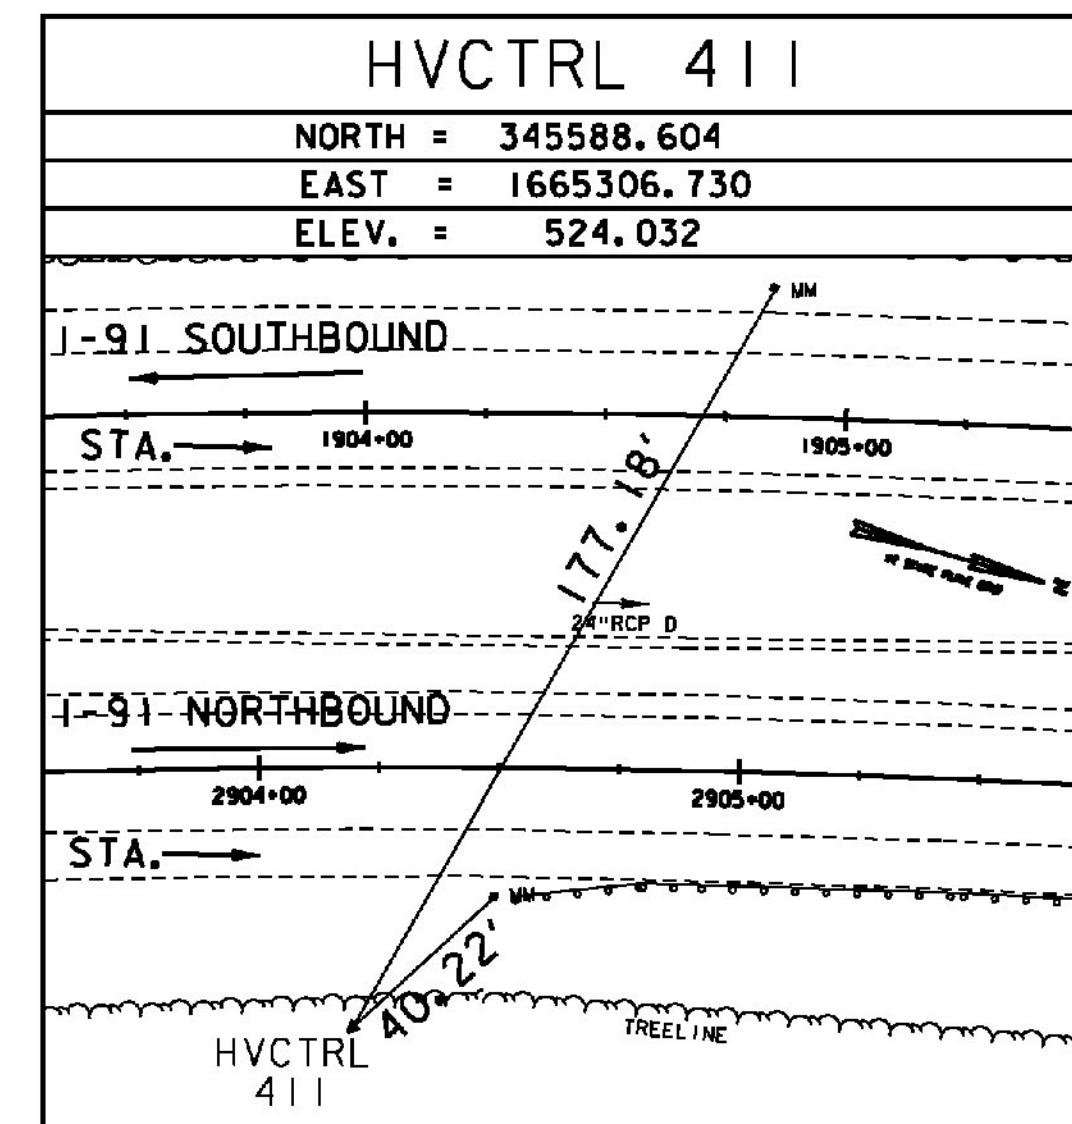 HVCTRL 411
NORTH = 345588.604
EAST = 1665306.730
ELEV. = 524.032
MM
I-91 SOUTHBOUND
STA.
1904+00
1905+00
177.18'
24"RCP D
I-91 NORTHBOUND
2904+00
2905+00
STA.
MM
40.22'
TREELINE
HVCTRL
411